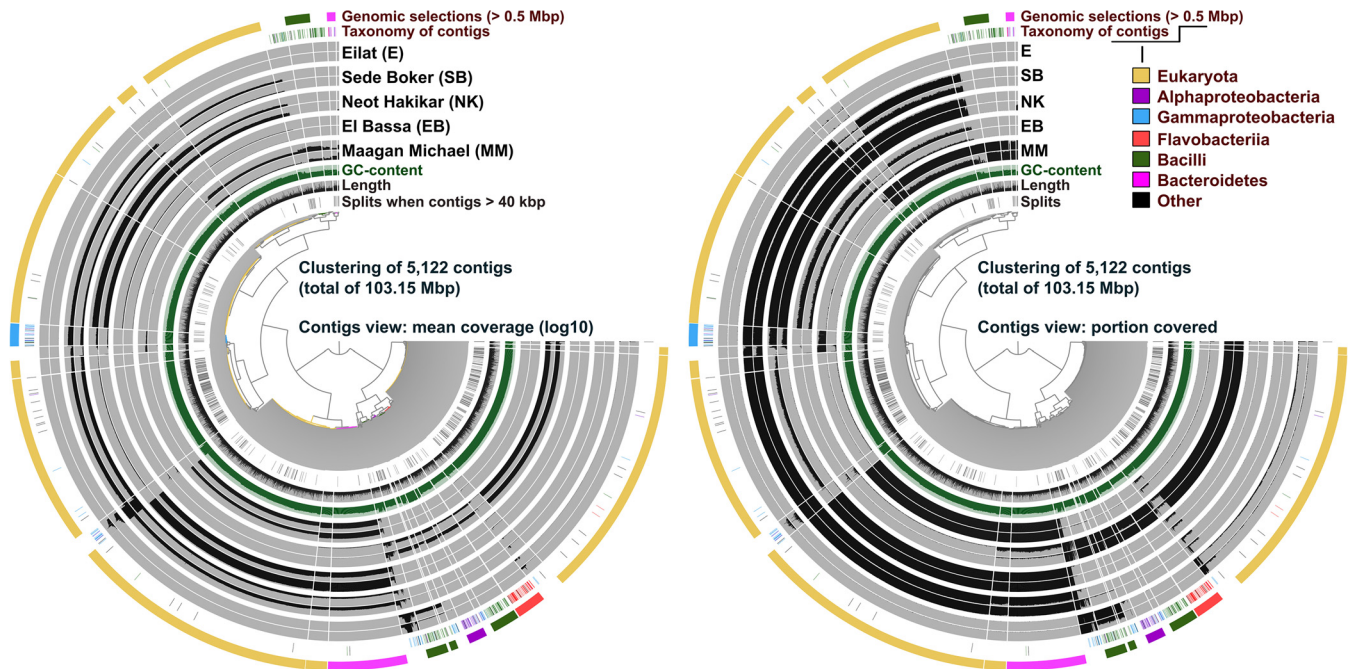 Genomic selections (> 0.5 Mbp)
Taxonomy of contigs
Eilat (E)
Sede Boker (SB)
Neot Hakikar (NK)
El Bassa (EB)
Maagan Michael (MM)
GC-content
Length
Splits when contigs > 40 kbp
Clustering of 5,122 contigs
(total of 103.15 Mbp)
Contigs view: mean coverage (log10)
Genomic selections (> 0.5 Mbp)
Taxonomy of contigs
E
SB
NK
EB
MM
GC-content
Length
Splits
Eukaryota
Alphaproteobacteria
Gammaproteobacteria
Flavobacteriia
Bacilli
Bacteroidetes
Other
Clustering of 5,122 contigs
(total of 103.15 Mbp)
Contigs view: portion covered